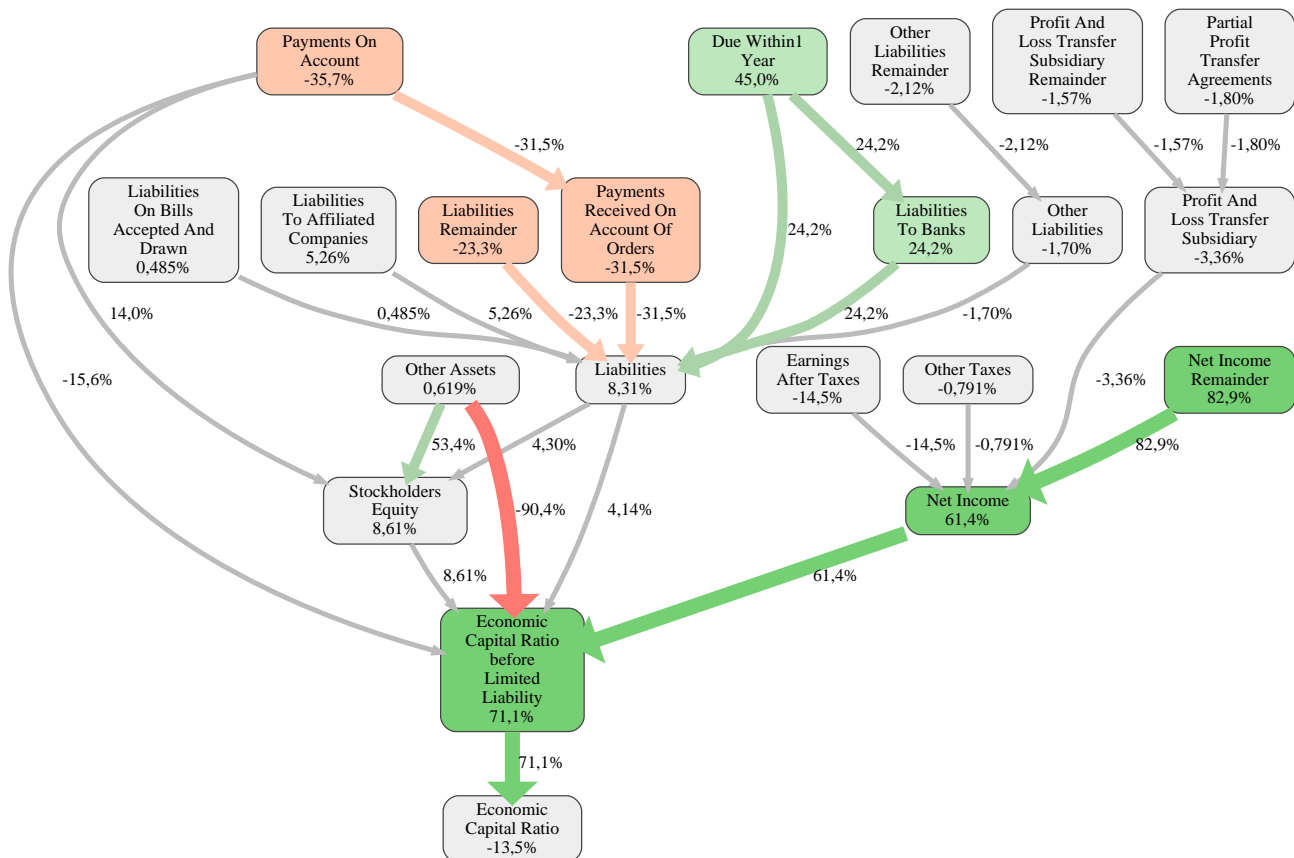 Payments On
Account
-35,7%
Due Within1
Year
45,0%
Other
Liabilities
Remainder
-2,12%
Profit And
Loss Transfer
Subsidiary
Remainder
-1,57%
Partial
Profit
Transfer
Agreements
-1,80%
-31,5%
24,2%
-2,12%
-1,57%
-1,80%
Liabilities
On Bills
Accepted And
Drawn
0,485%
Liabilities
To Affiliated
Companies
5,26%
Liabilities
Remainder
-23,3%
Payments
Received On
Account Of
Orders
-31,5%
24,2%
Liabilities
To Banks
24,2%
Other
Liabilities
-1,70%
Profit And
Loss Transfer
Subsidiary
-3,36%
14,0%
0,485%
5,26%
-23,3%
-31,5%
24,2%
-1,70%
-15,6%
Other Assets
0,619%
Liabilities
8,31%
Earnings
After Taxes
-14,5%
Other Taxes
-0,791%
-3,36%
Net Income
Remainder
82,9%
53,4%
4,30%
-14,5%
-0,791%
82,9%
Stockholders
Equity
8,61%
-90,4%
4,14%
Net Income
61,4%
8,61%
61,4%
Economic
Capital Ratio
before
Limited
Liability
71,1%
71,1%
Economic
Capital Ratio
-13,5%